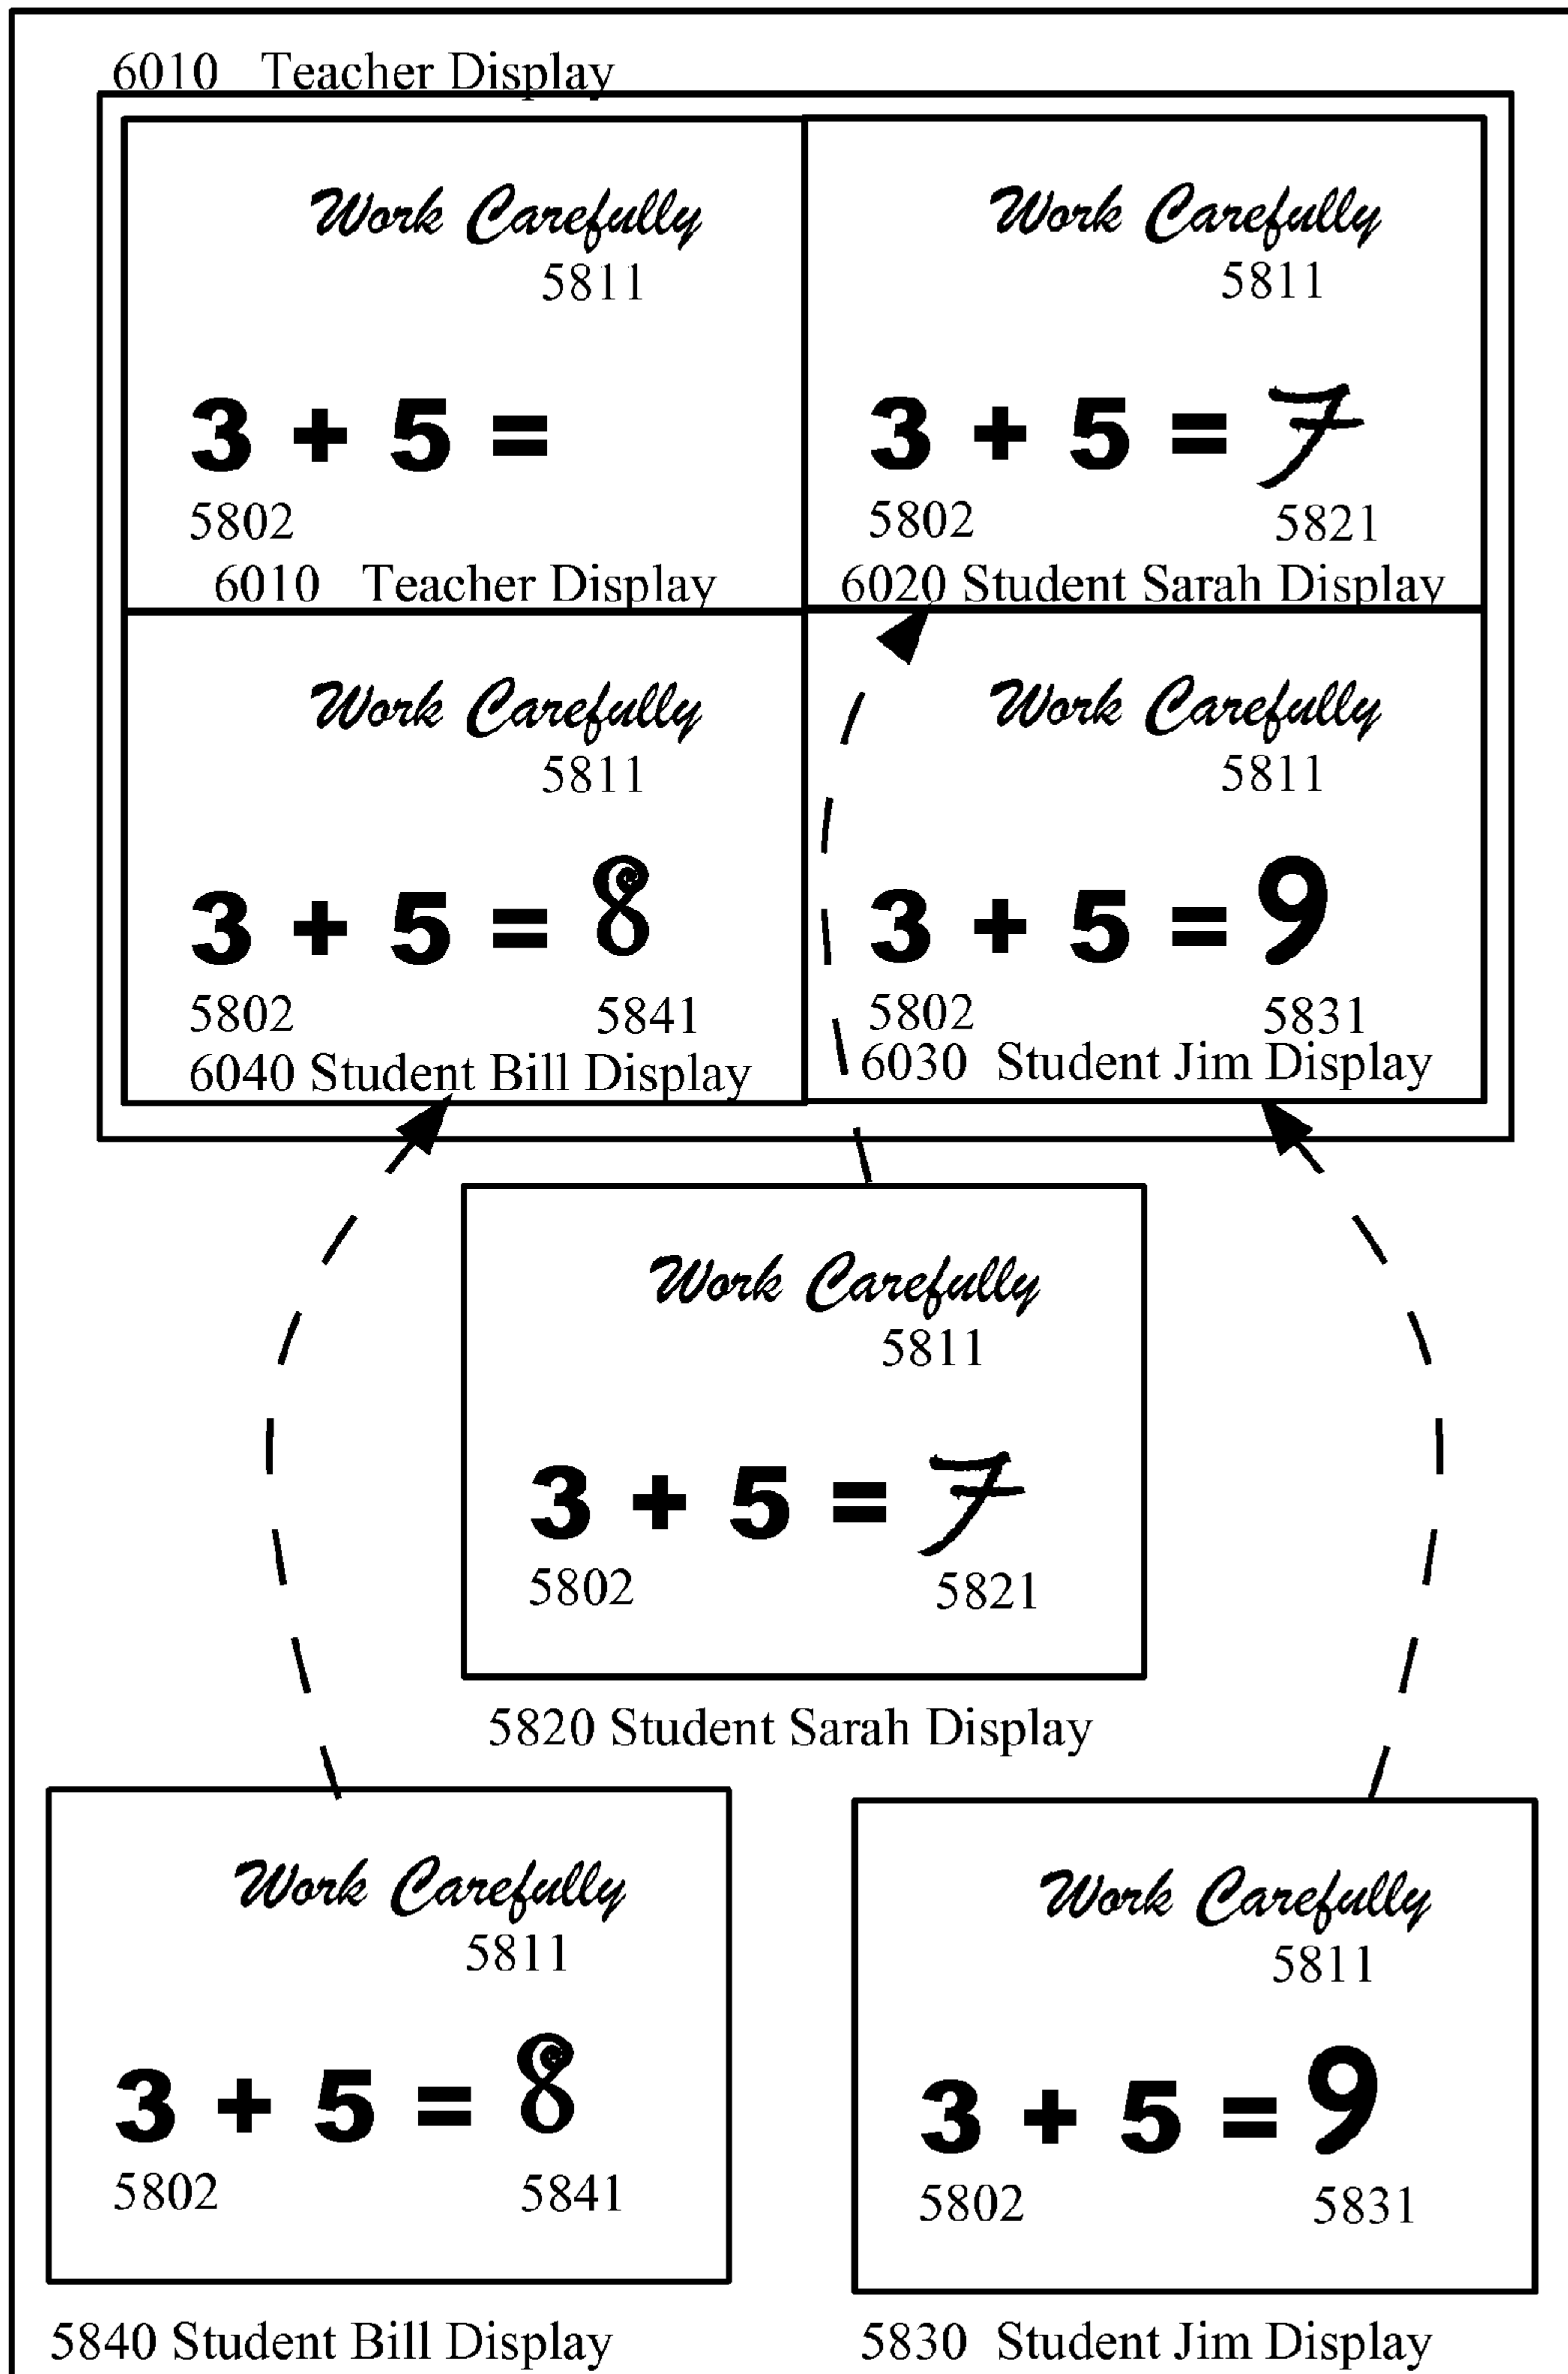 6010 Teacher Display
Work Carefully
5811
3 + 5 =
5802
6010 Teacher Display
Work Carefully
5811
3 + 5 = 7
5802 5821
6020 Student Sarah Display
Work Carefully
5811
3 + 5 = 8
5802 5841
6040 Student Bill Display
Work Carefully
5811
3 + 5 = 9
5802 5831
6030 Student Jim Display
Work Carefully
5811
3 + 5 = 7
5802 5821
5820 Student Sarah Display
Work Carefully
5811
3 + 5 = 8
5802 5841
5840 Student Bill Display
Work Carefully
5811
3 + 5 = 9
5802 5831
5830 Student Jim Display